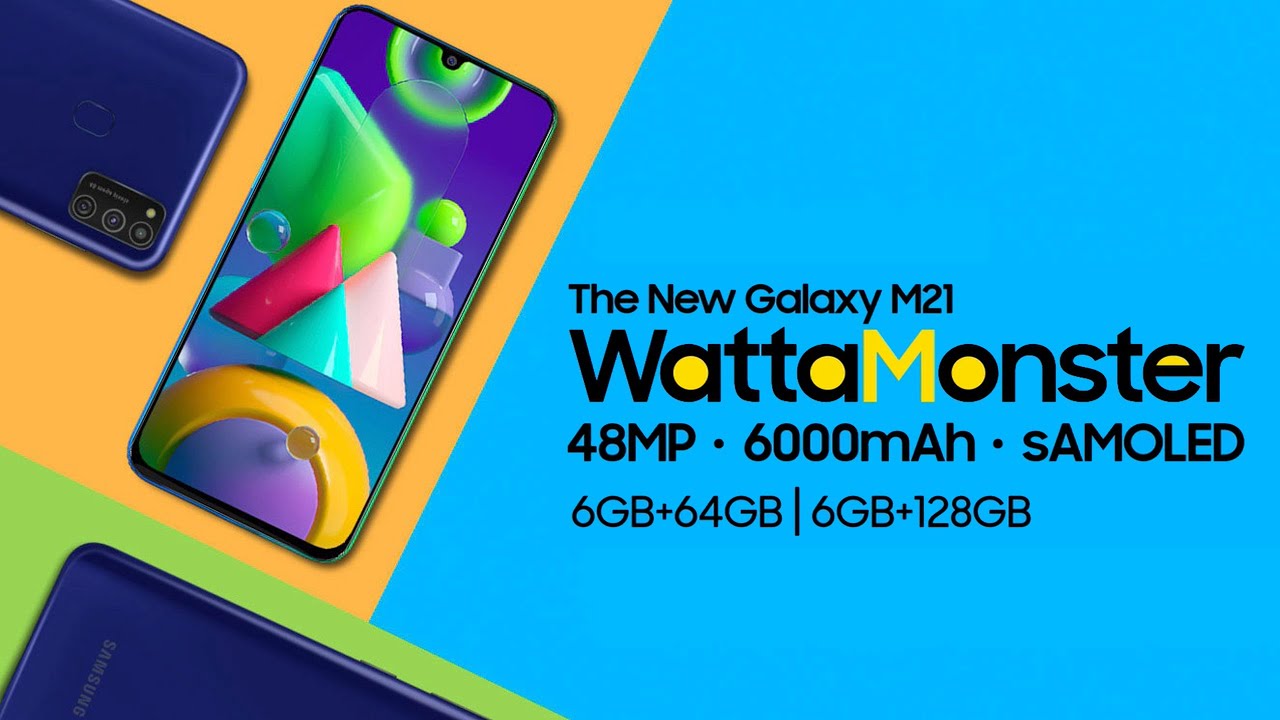 The New Galaxy M21
WattaMonster
48MP · 6000mAh · sAMOLED
6GB+64GB | 6GB+128GB
SAMSUNG